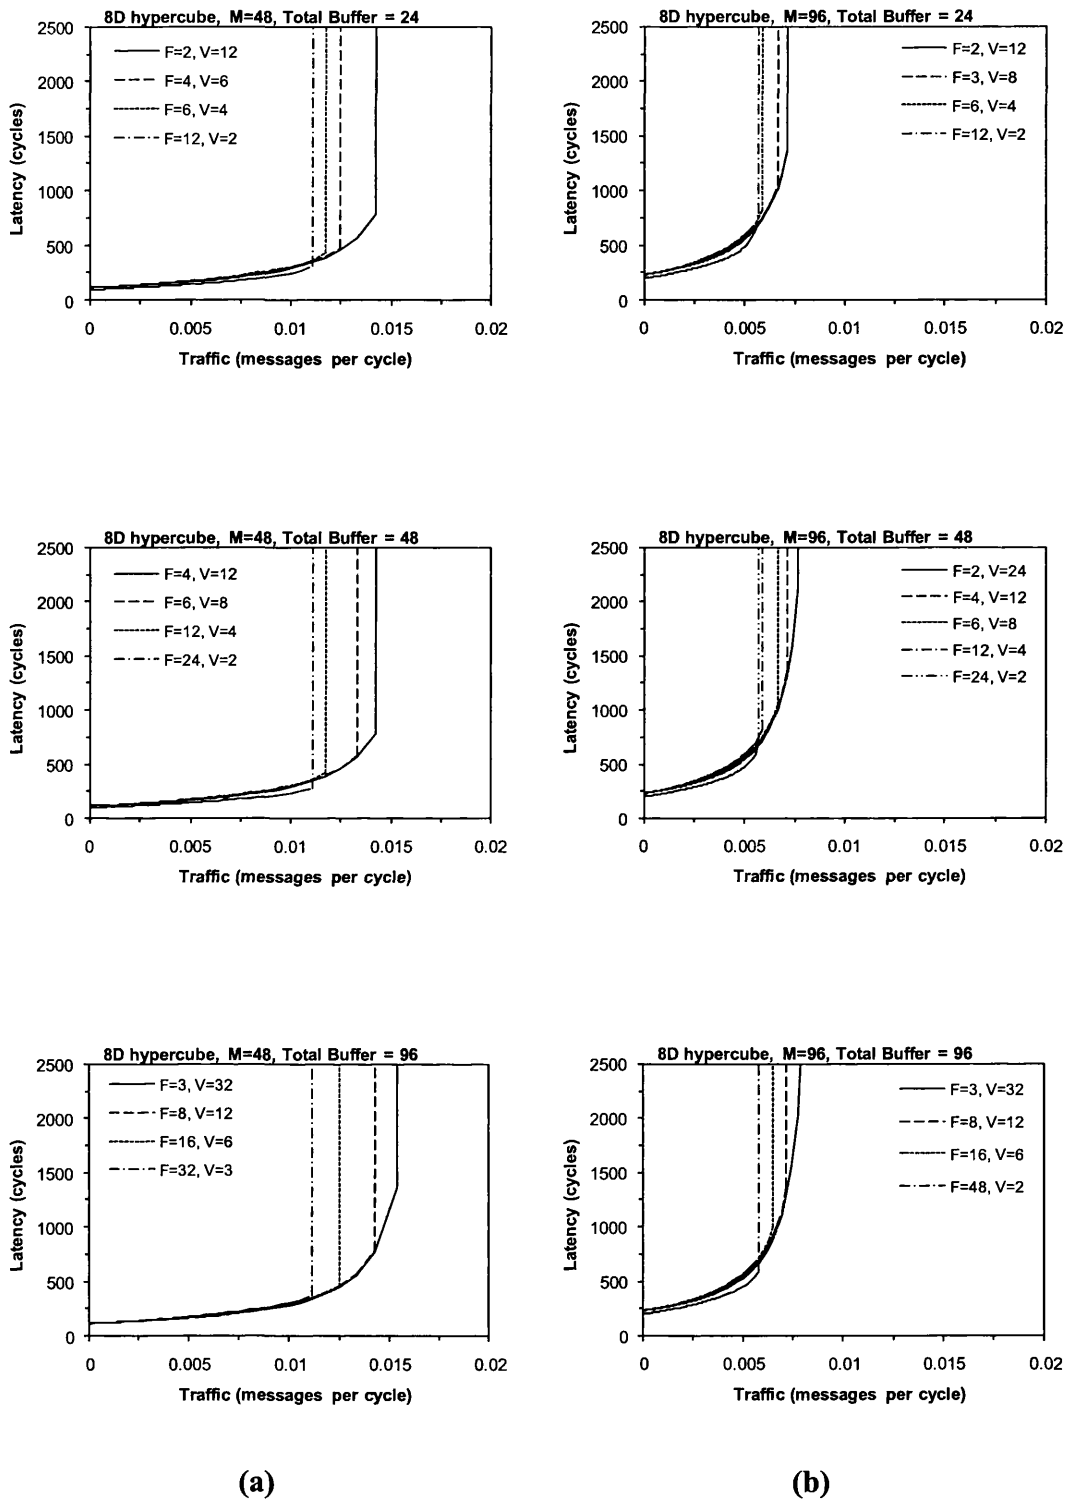 8D hypercube, M=48, Total Buffer = 24
2500
2000
1500
1000
500
0
Latency (cycles)
F=2, V=12
F=4, V=6
F=6, V=4
F=12, V=2
0 0.005 0.01 0.015 0.02
Traffic (messages per cycle)
8D hypercube, M=96, Total Buffer = 24
2500
2000
1500
1000
500
0
Latency (cycles)
F=2, V=12
F=3, V=8
F=6, V=4
F=12, V=2
0 0.005 0.01 0.015 0.02
Traffic (messages per cycle)
8D hypercube, M=48, Total Buffer = 48
2500
2000
1500
1000
500
0
Latency (cycles)
F=4, V=12
F=6, V=8
F=12, V=4
F=24, V=2
0 0.005 0.01 0.015 0.02
Traffic (messages per cycle)
8D hypercube, M=96, Total Buffer = 48
2500
2000
1500
1000
500
0
Latency (cycles)
F=2, V=24
F=4, V=12
F=6, V=8
F=12, V=4
F=24, V=2
0 0.005 0.01 0.015 0.02
Traffic (messages per cycle)
8D hypercube, M=48, Total Buffer = 96
2500
2000
1500
1000
500
0
Latency (cycles)
F=3, V=32
F=8, V=12
F=16, V=6
F=32, V=3
0 0.005 0.01 0.015 0.02
Traffic (messages per cycle)
8D hypercube, M=96, Total Buffer = 96
2500
2000
1500
1000
500
0
Latency (cycles)
F=3, V=32
F=8, V=12
F=16, V=6
F=48, V=2
0 0.005 0.01 0.015 0.02
Traffic (messages per cycle)
(a)
(b)